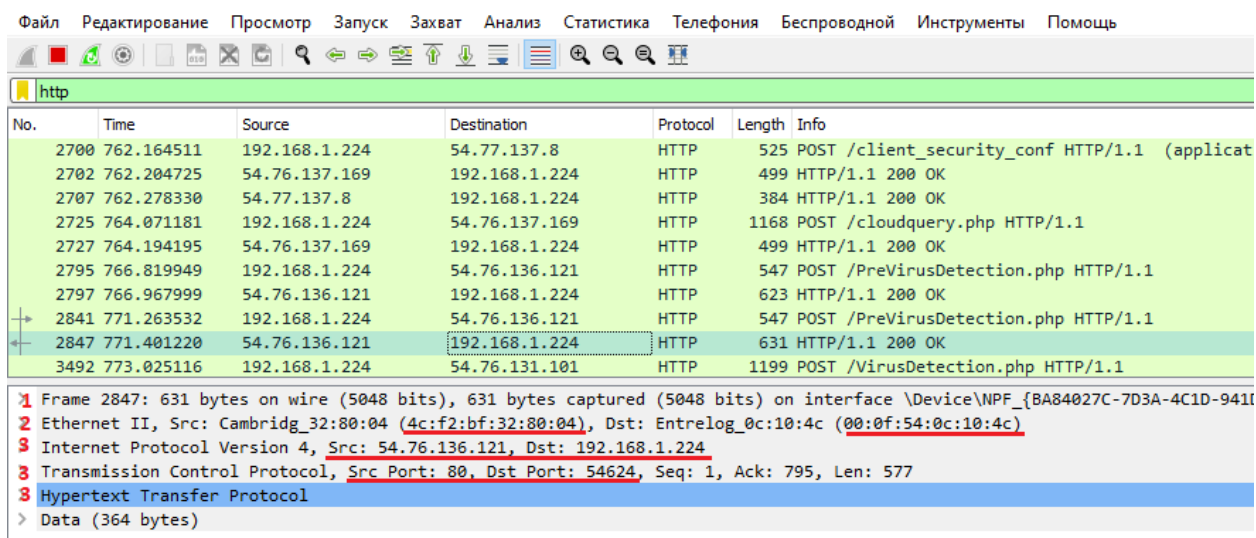 Файл Редактирование Просмотр Запуск Захват Анализ Статистика Телефония Беспроводной Инструменты Помощь
http
No. Time Source Destination Protocol Length Info
2700 762.164511 192.168.1.224 54.77.137.8 HTTP 525 POST /client_security_conf HTTP/1.1 (applicat
2702 762.204725 54.76.137.169 192.168.1.224 HTTP 499 HTTP/1.1 200 OK
2707 762.278330 54.77.137.8 192.168.1.224 HTTP 384 HTTP/1.1 200 OK
2725 764.071181 192.168.1.224 54.76.137.169 HTTP 1168 POST /cloudquery.php HTTP/1.1
2727 764.194195 54.76.137.169 192.168.1.224 HTTP 499 HTTP/1.1 200 OK
2795 766.819949 192.168.1.224 54.76.136.121 HTTP 547 POST /PreVirusDetection.php HTTP/1.1
2797 766.967999 54.76.136.121 192.168.1.224 HTTP 623 HTTP/1.1 200 OK
2841 771.263532 192.168.1.224 54.76.136.121 HTTP 547 POST /PreVirusDetection.php HTTP/1.1
2847 771.401220 54.76.136.121 192.168.1.224 HTTP 631 HTTP/1.1 200 OK
3492 773.025116 192.168.1.224 54.76.131.101 HTTP 1199 POST /VirusDetection.php HTTP/1.1
1 Frame 2847: 631 bytes on wire (5048 bits), 631 bytes captured (5048 bits) on interface \Device\NPF_{BA84027C-7D3A-4C1D-941D
2 Ethernet II, Src: Cambridg_32:80:04 (4c:f2:bf:32:80:04), Dst: Entrelog_0c:10:4c (00:0f:54:0c:10:4c)
3 Internet Protocol Version 4, Src: 54.76.136.121, Dst: 192.168.1.224
3 Transmission Control Protocol, Src Port: 80, Dst Port: 54624, Seq: 1, Ack: 795, Len: 577
3 Hypertext Transfer Protocol
> Data (364 bytes)